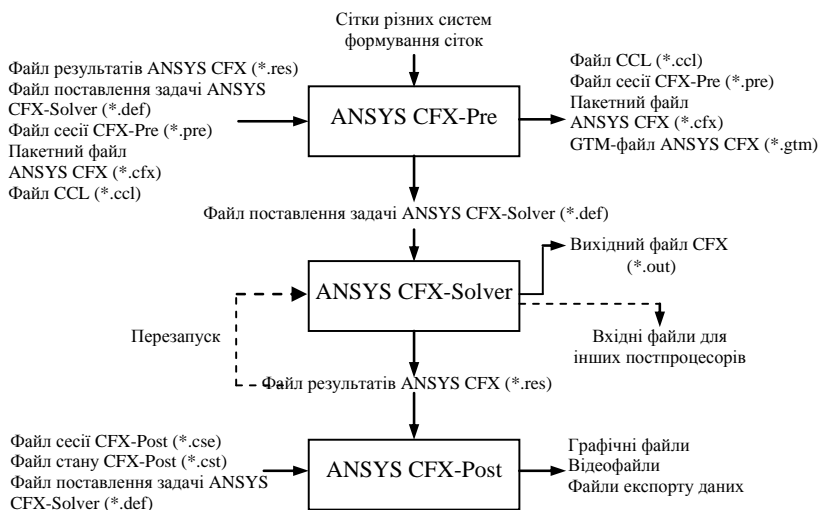 Сітки різних систем
формування сіток
Файл результатів ANSYS CFX (*.res)
Файл поставлення задачі ANSYS
CFX-Solver (*.def)
Файл сесії CFX-Pre (*.pre)
Пакетний файл
ANSYS CFX (*.cfx)
Файл CCL (*.ccl)
ANSYS CFX-Pre
Файл CCL (*.ccl)
Файл сесії CFX-Pre (*.pre)
Пакетний файл
ANSYS CFX (*.cfx)
GTM-файл ANSYS CFX (*.gtm)
Файл поставлення задачі ANSYS CFX-Solver (*.def)
ANSYS CFX-Solver
Вихідний файл CFX
(*.out)
Перезапуск
Вхідні файли для
інших постпроцесорів
Файл результатів ANSYS CFX (*.res)
Файл сесії CFX-Post (*.cse)
Файл стану CFX-Post (*.cst)
Файл поставлення задачі ANSYS
CFX-Solver (*.def)
ANSYS CFX-Post
Графічні файли
Відеофайли
Файли експорту даних